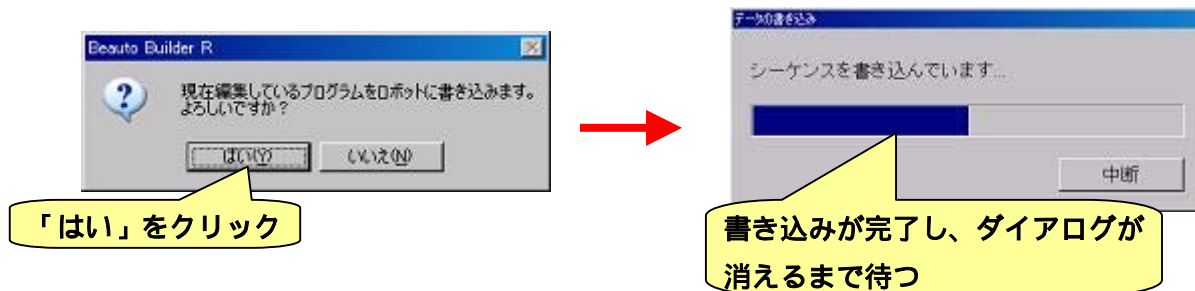 Beauto Builder R
現在編集しているプログラムをロボットに書き込みます。
よろしいですか？
はい(Y)
いいえ(N)
「はい」をクリック
データの書き込み
シーケンスを書き込んでいます...
中断
書き込みが完了し、ダイアログが
消えるまで待つ